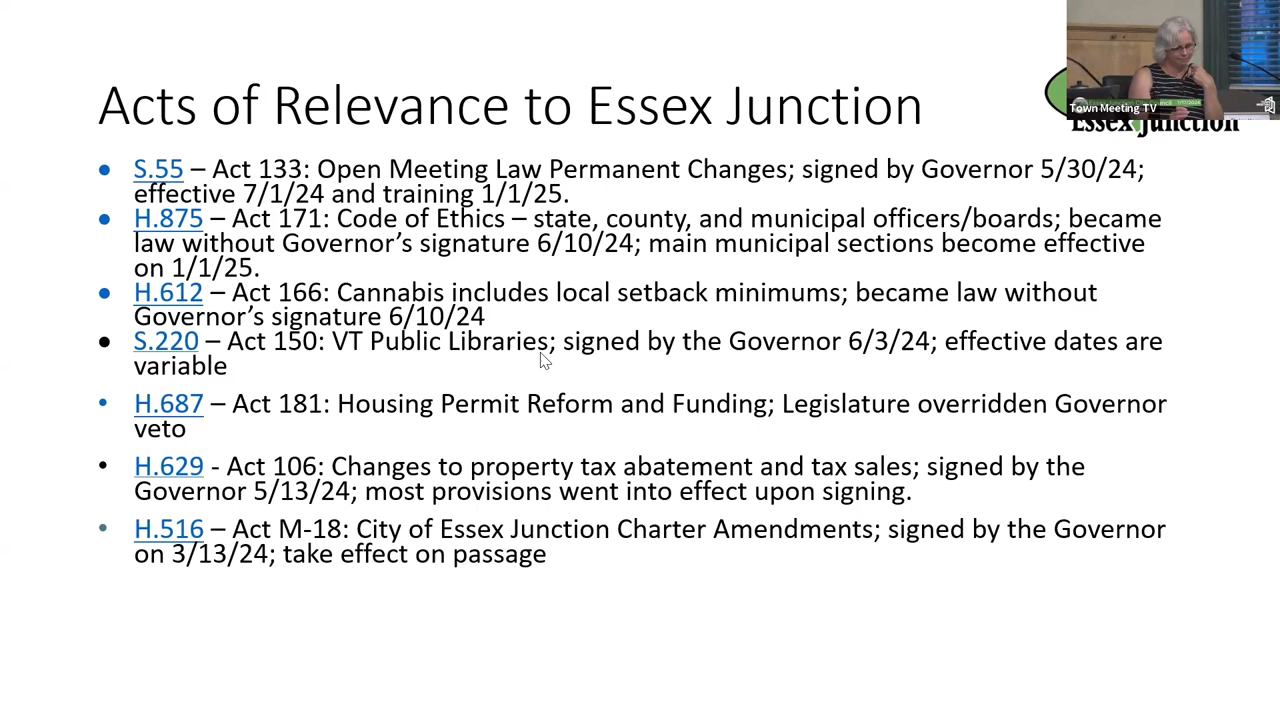 Acts of Relevance to Essex Junction
Town Meeting TV
Essex Junction
• S.55 – Act 133: Open Meeting Law Permanent Changes; signed by Governor 5/30/24;
effective 7/1/24 and training 1/1/25.
• H.875 – Act 171: Code of Ethics – state, county, and municipal officers/boards; became
law without Governor’s signature 6/10/24; main municipal sections become effective
on 1/1/25.
• H.612 – Act 166: Cannabis includes local setback minimums; became law without
Governor’s signature 6/10/24
• S.220 – Act 150: VT Public Libraries; signed by the Governor 6/3/24; effective dates are
variable
• H.687 – Act 181: Housing Permit Reform and Funding; Legislature overridden Governor
veto
• H.629 - Act 106: Changes to property tax abatement and tax sales; signed by the
Governor 5/13/24; most provisions went into effect upon signing.
• H.516 – Act M-18: City of Essex Junction Charter Amendments; signed by the Governor
on 3/13/24; take effect on passage